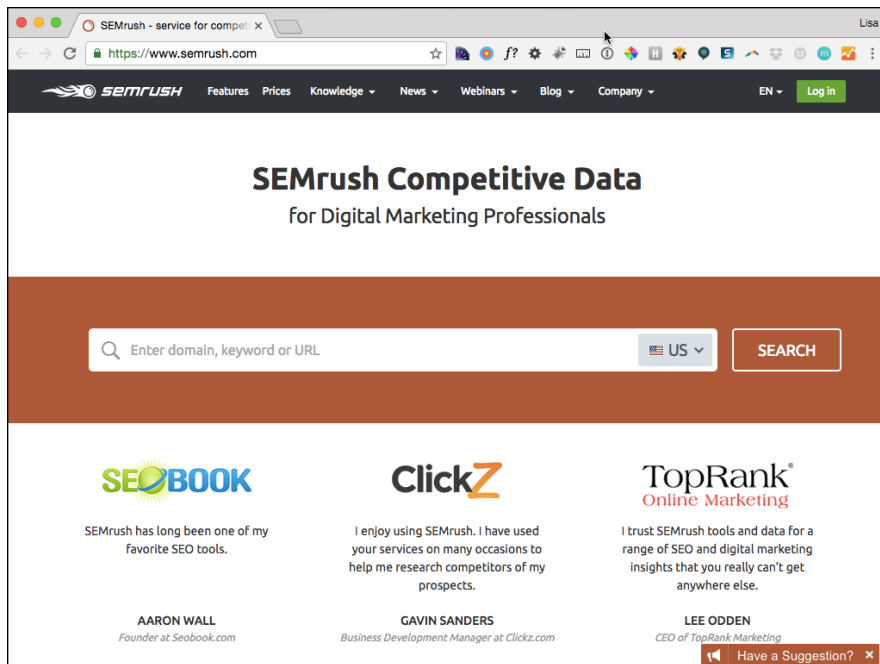 SEMrush - service for competi
Lisa
https://www.semrush.com
f?
semrush Features Prices Knowledge News Webinars Blog Company EN Log in
SEMrush Competitive Data
for Digital Marketing Professionals
Enter domain, keyword or URL
US
SEARCH
SEOBOOK
SEMrush has long been one of my
favorite SEO tools.
AARON WALL
Founder at Seobook.com
ClickZ
I enjoy using SEMrush. I have used
your services on many occasions to
help me research competitors of my
prospects.
GAVIN SANDERS
Business Development Manager at Clickz.com
TopRank®
Online Marketing
I trust SEMrush tools and data for a
range of SEO and digital marketing
insights that you really can't get
anywhere else.
LEE ODDEN
CEO of TopRank Marketing
Have a Suggestion?